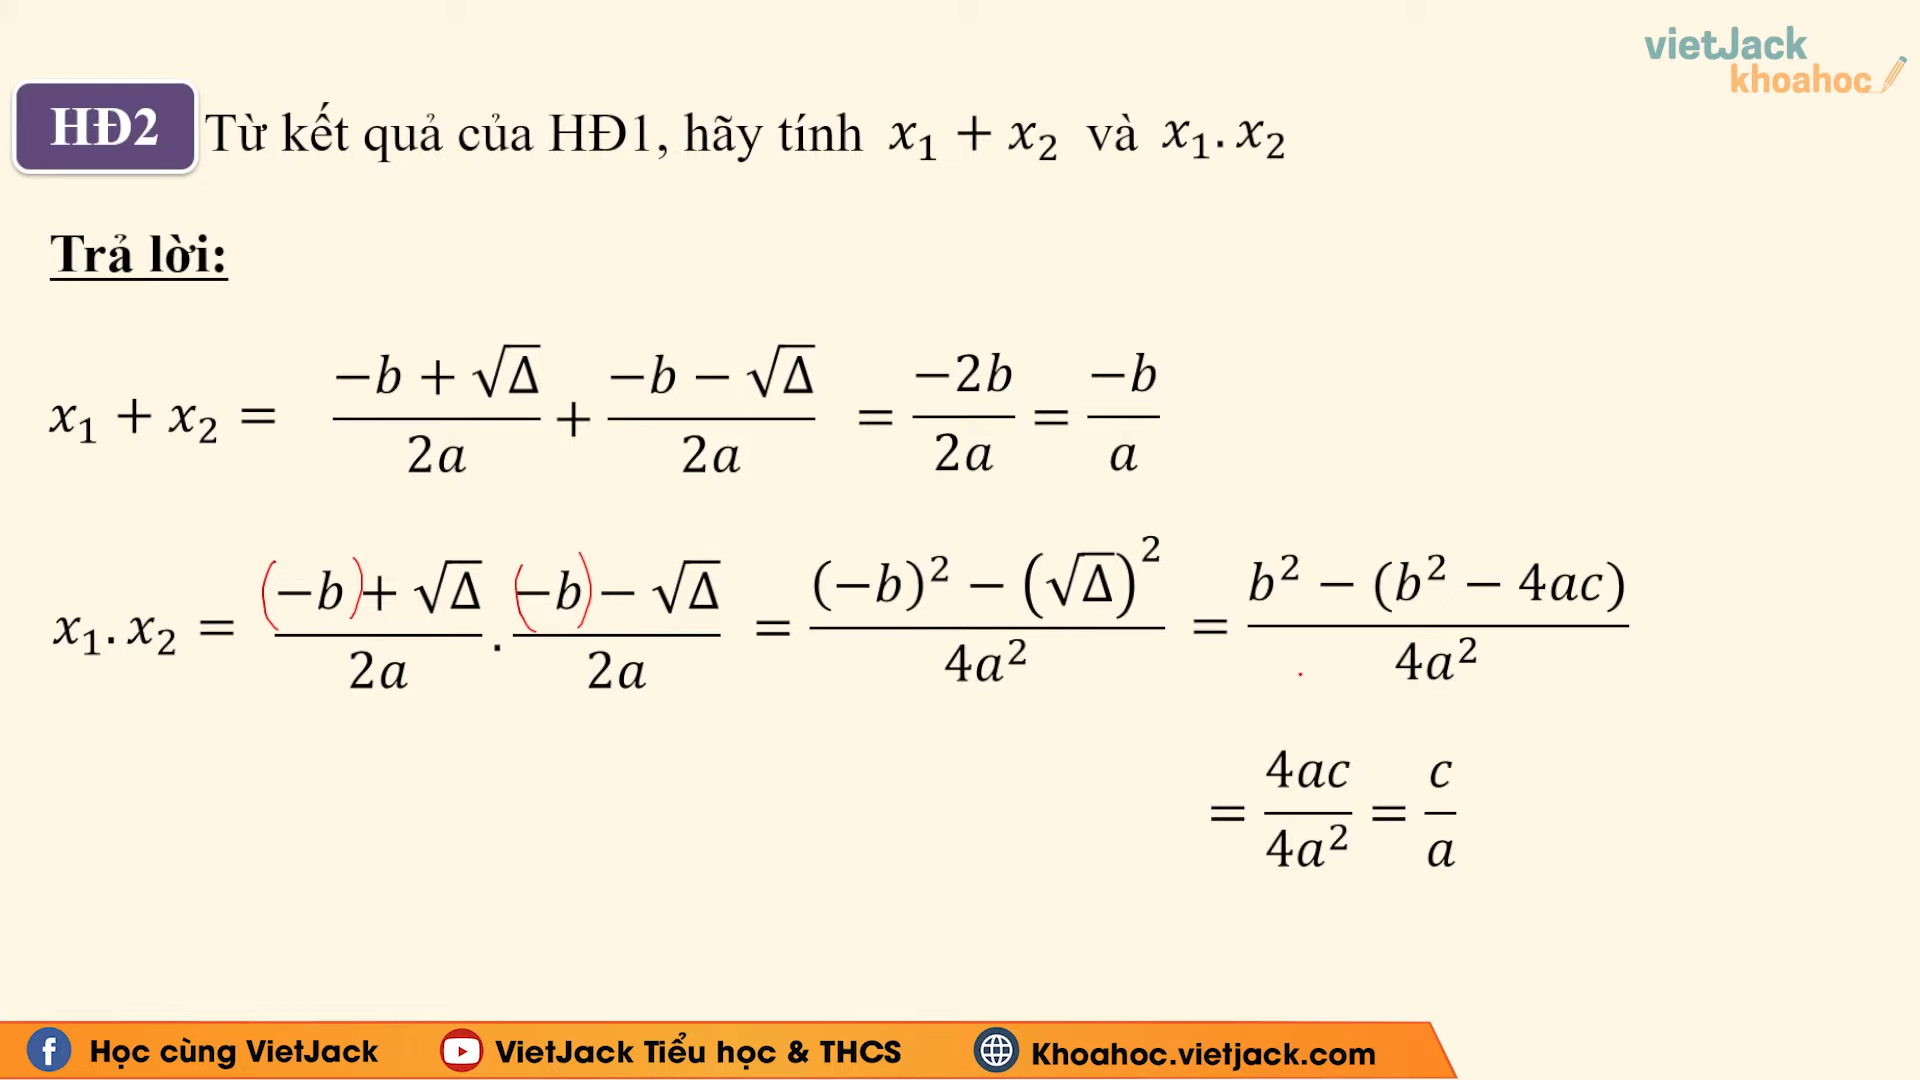 vietJack
khoahoc
HĐ2 Từ kết quả của HĐ1, hãy tính x₁ + x₂ và x₁. x₂
Trả lời:
x₁ + x₂ = (−b + √Δ)/(2a) + (−b − √Δ)/(2a) = (−2b)/(2a) = (−b)/a
x₁. x₂ = ((−b) + √Δ)/(2a) . ((−b) − √Δ)/(2a) = ((−b)² − (√Δ)²)/(4a²) = (b² − (b² − 4ac))/(4a²)
= (4ac)/(4a²) = c/a
Học cùng VietJack VietJack Tiểu học & THCS Khoahoc.vietjack.com